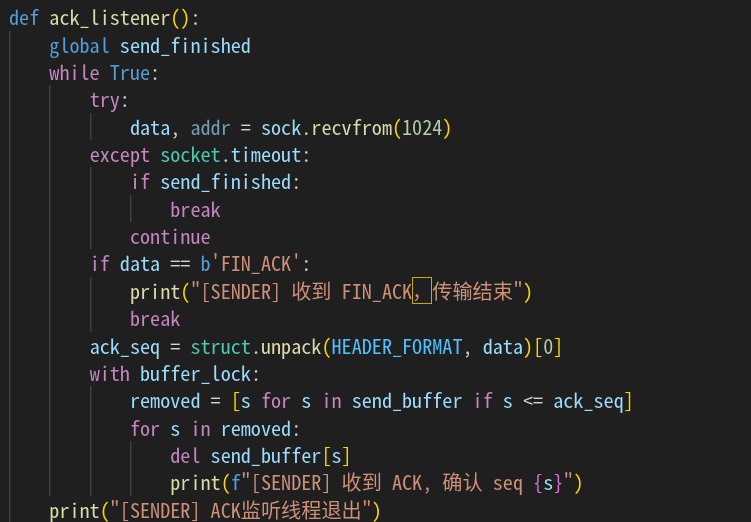 def ack_listener():
    global send_finished
    while True:
        try:
            data, addr = sock.recvfrom(1024)
        except socket.timeout:
            if send_finished:
                break
            continue
        if data == b'FIN_ACK':
            print("[SENDER] 收到 FIN_ACK，传输结束")
            break
        ack_seq = struct.unpack(HEADER_FORMAT, data)[0]
        with buffer_lock:
            removed = [s for s in send_buffer if s <= ack_seq]
            for s in removed:
                del send_buffer[s]
                print(f"[SENDER] 收到 ACK, 确认 seq {s}")
    print("[SENDER] ACK监听线程退出")